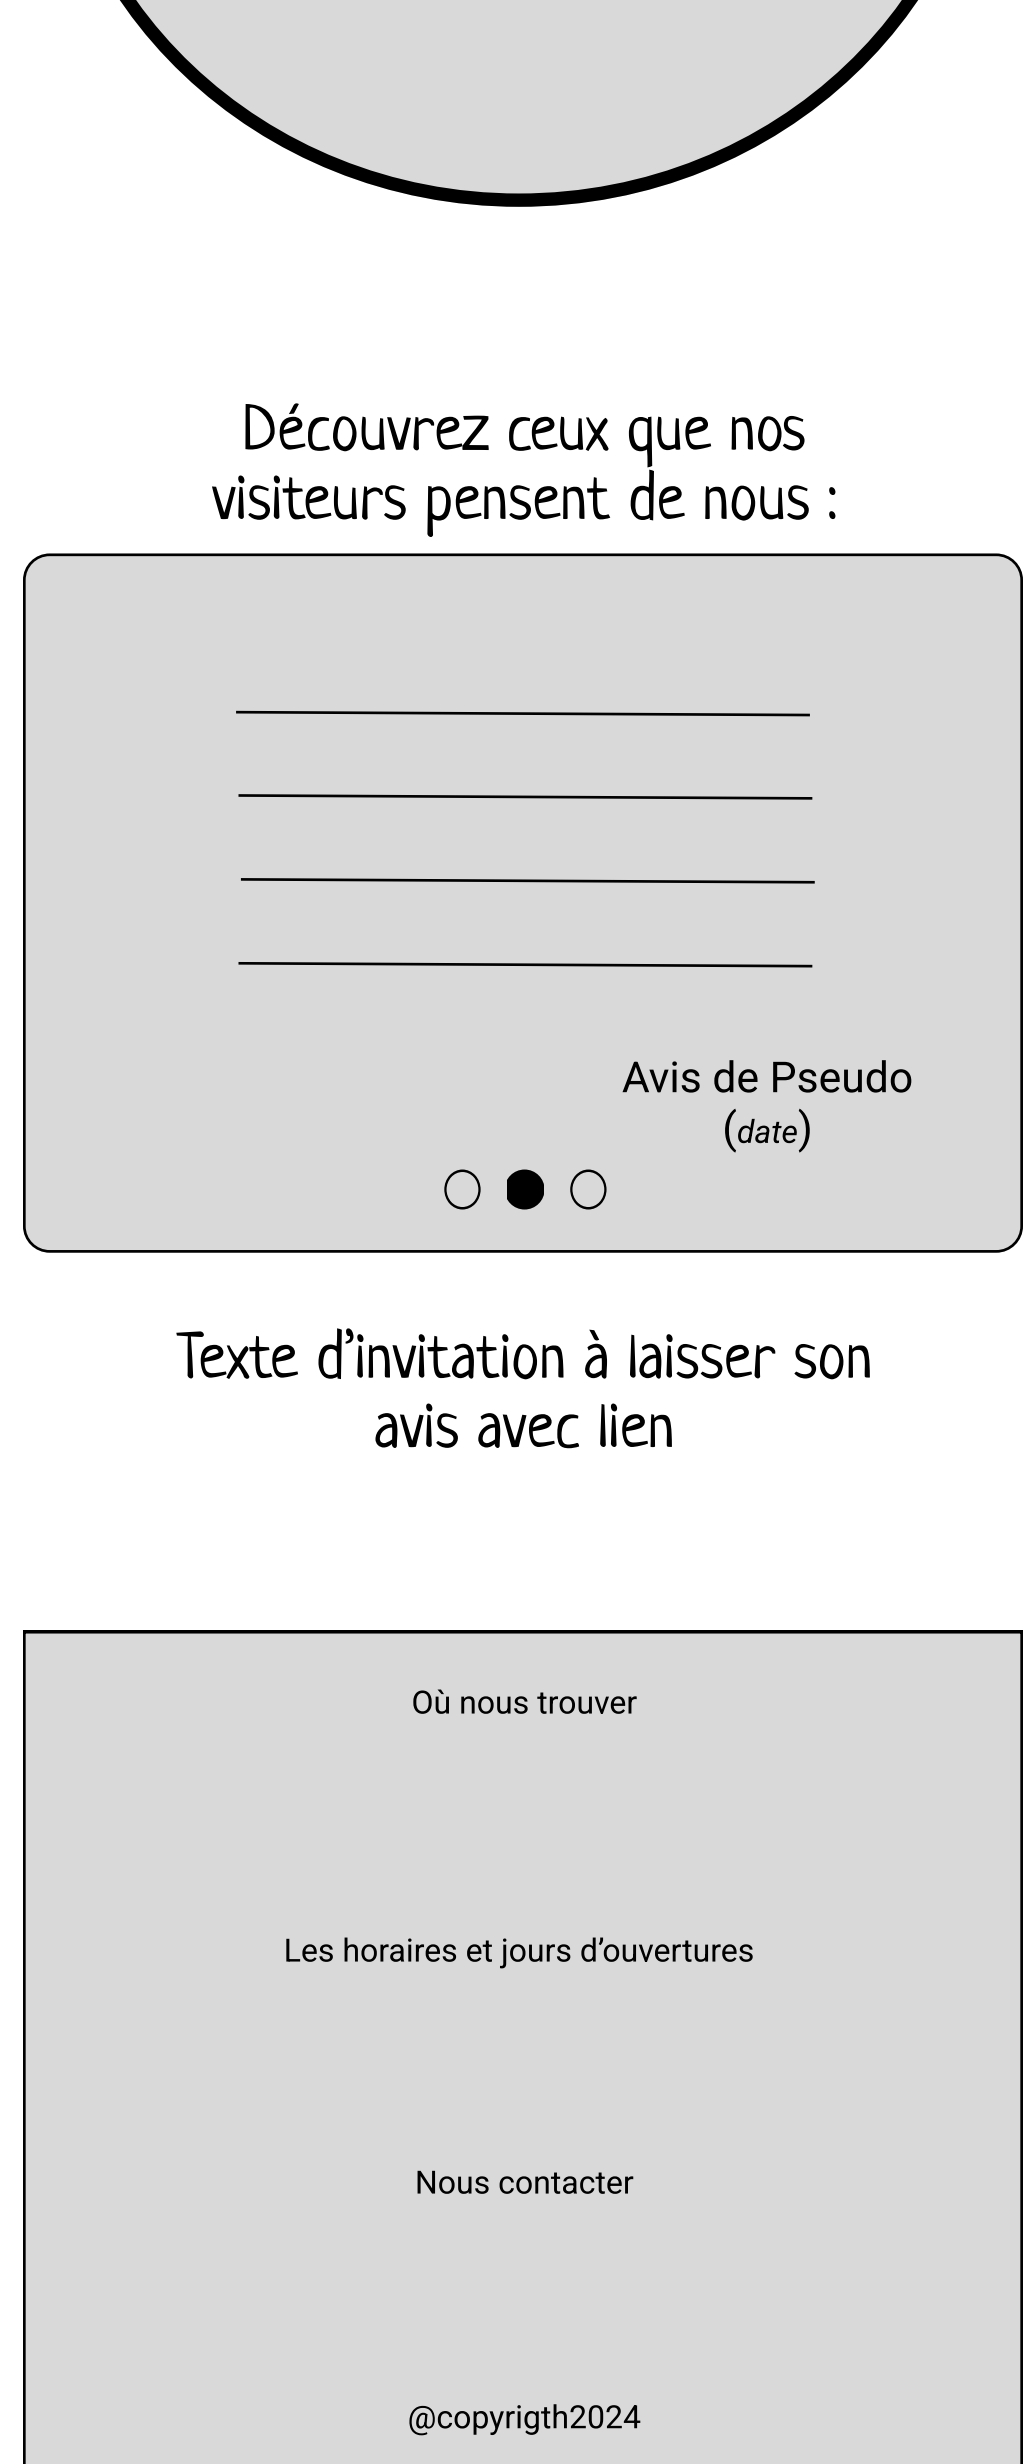 Découvrez ceux que nos
visiteurs pensent de nous :
Avis de Pseudo
(date)
Texte d’invitation à laisser son
avis avec lien
Où nous trouver
Les horaires et jours d’ouvertures
Nous contacter
@copyrigth2024